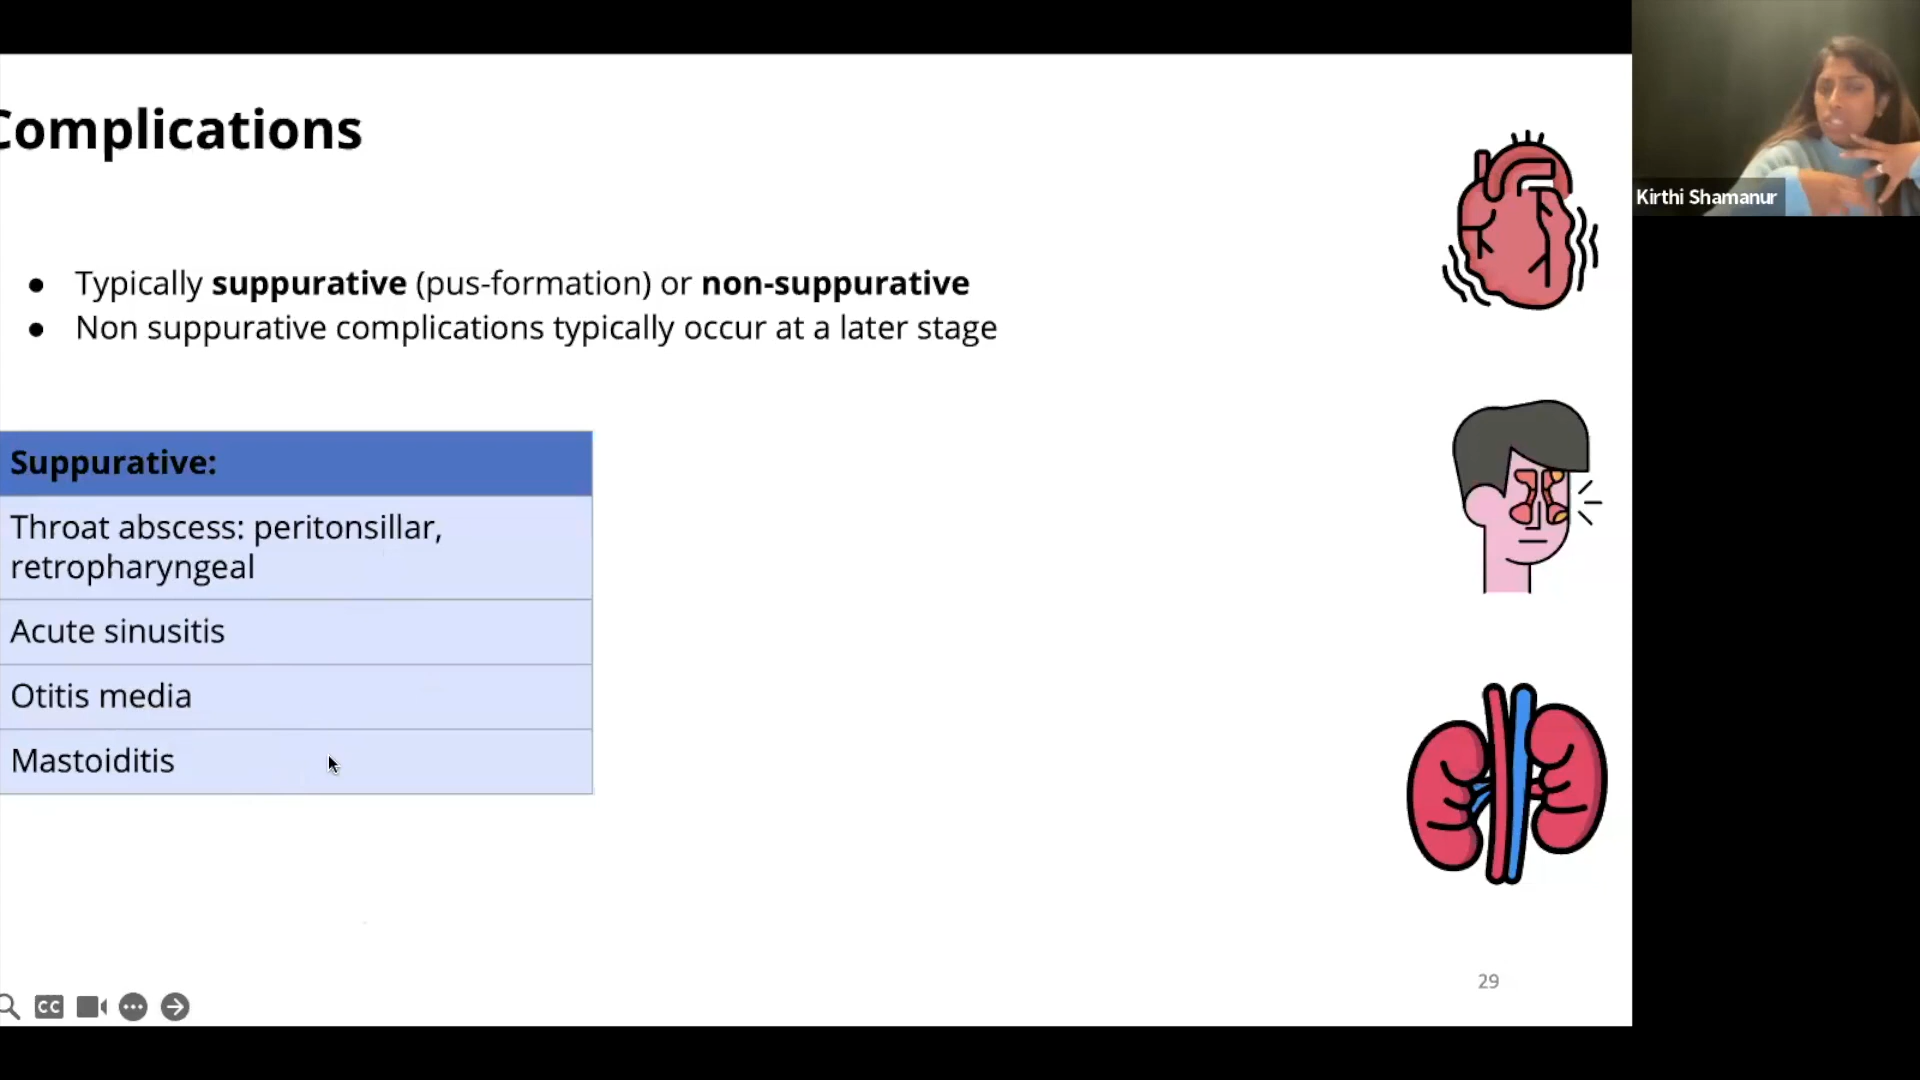 Complications
● Typically suppurative (pus-formation) or non-suppurative
● Non suppurative complications typically occur at a later stage
Suppurative:
Throat abscess: peritonsillar,
retropharyngeal
Acute sinusitis
Otitis media
Mastoiditis
29
CC
Kirthi Shamanur